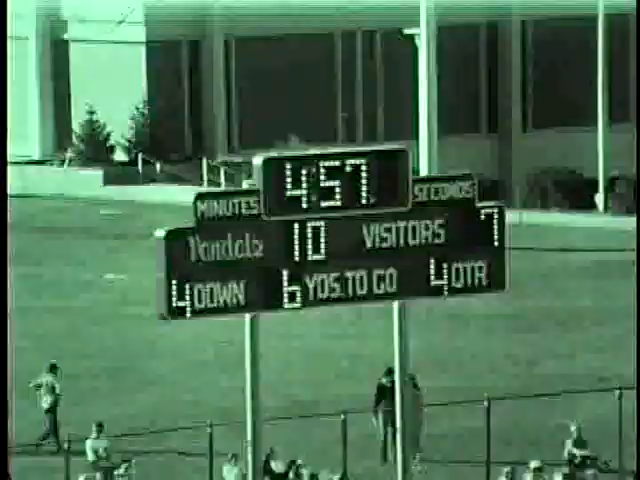 MINUTES 4 57 SECONDS
Vandals 10 VISITORS 7
4 DOWN 6 YDS. TO GO 4 QTR.